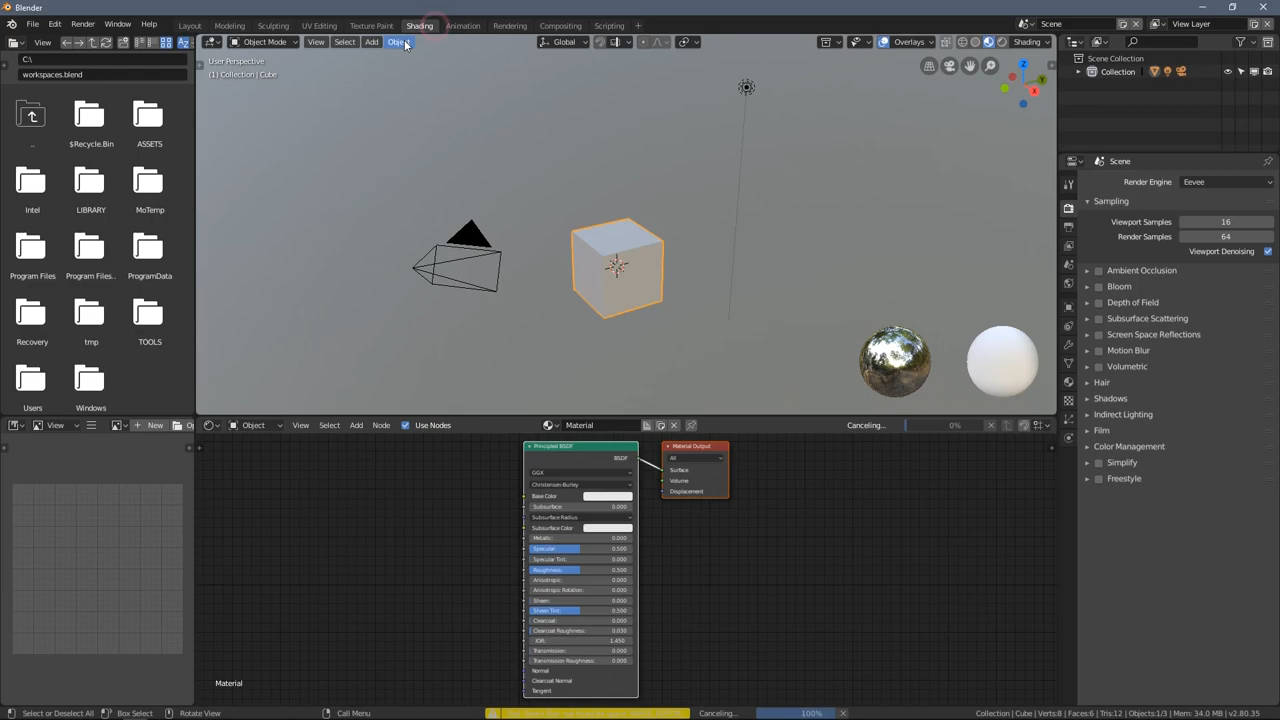 Blender
File Edit Render Window Help
Layout Modeling Sculpting UV Editing Texture Paint Shading Animation Rendering Compositing Scripting +
Scene View Layer
View
Object Mode View Select Add Object Global Overlays Shading
C:\
workspaces.blend
..
$Recycle.Bin
ASSETS
Intel
LIBRARY
MoTemp
Program Files
Program Files..
ProgramData
Recovery
tmp
TOOLS
Users
Windows
User Perspective
(1) Collection | Cube
Z
Y
X
Scene Collection
Collection
Scene
Render Engine Eevee
Sampling
Viewport Samples 16
Render Samples 64
Viewport Denoising
Ambient Occlusion
Bloom
Depth of Field
Subsurface Scattering
Screen Space Reflections
Motion Blur
Volumetric
Hair
Shadows
Indirect Lighting
Film
Color Management
Simplify
Freestyle
View + New
Object View Select Add Node Use Nodes Material Canceling... 0%
Principled BSDF
BSDF
GGX
Christensen-Burley
Base Color
Subsurface: 0.000
Subsurface Radius
Subsurface Color
Metallic: 0.000
Specular: 0.500
Specular Tint: 0.000
Roughness: 0.500
Anisotropic: 0.000
Anisotropic Rotation: 0.000
Sheen: 0.000
Sheen Tint: 0.500
Clearcoat: 0.000
Clearcoat Roughness: 0.030
IOR: 1.450
Transmission: 0.000
Transmission Roughness: 0.000
Normal
Clearcoat Normal
Tangent
Material Output
All
Surface
Volume
Displacement
Material
Select or Deselect All Box Select Rotate View Call Menu Canceling... 100% Collection | Cube | Verts:8 | Faces:6 | Tris:12 | Objects:1/3 | Mem: 34.0 MB | v2.80.35